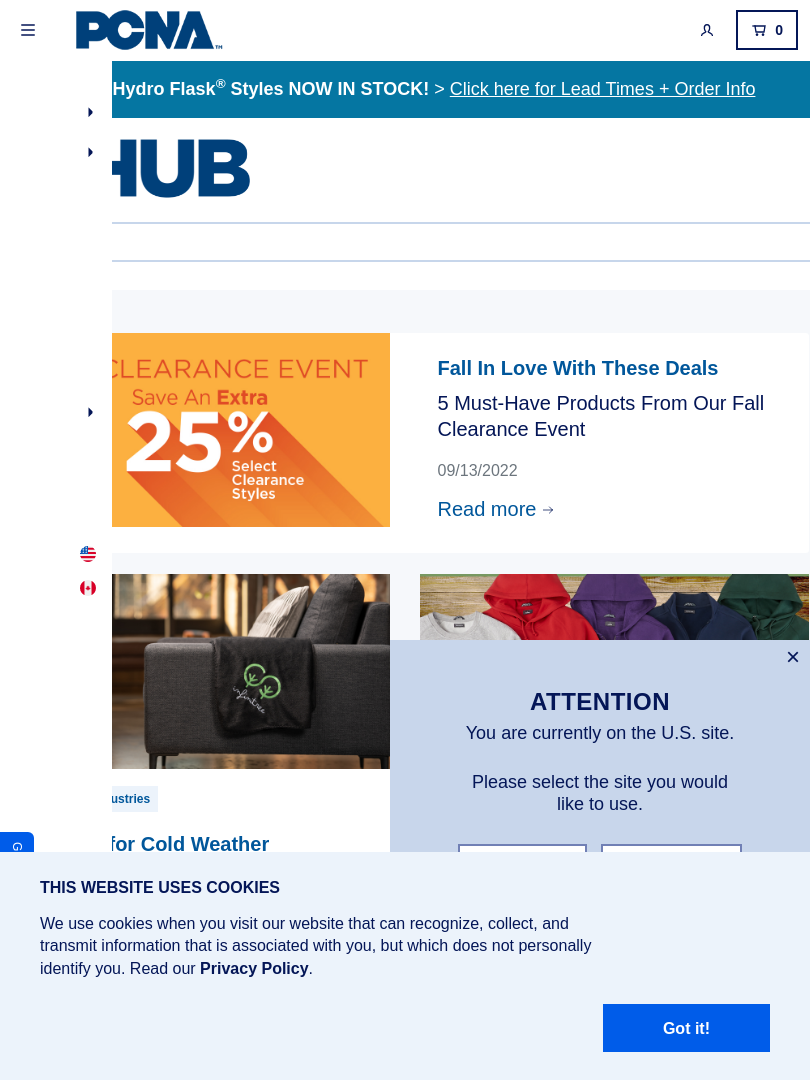 PCNA™
0
Hydro Flask® Styles NOW IN STOCK! > Click here for Lead Times + Order Info
HUB
CLEARANCE EVENT
Save An Extra
25%
Select
Clearance
Styles
Fall In Love With These Deals
5 Must-Have Products From Our Fall
Clearance Event
09/13/2022
Read more
infinitree
ustries
for Cold Weather
ATTENTION
You are currently on the U.S. site.
Please select the site you would
like to use.
G
THIS WEBSITE USES COOKIES
We use cookies when you visit our website that can recognize, collect, and
transmit information that is associated with you, but which does not personally
identify you. Read our Privacy Policy.
Got it!